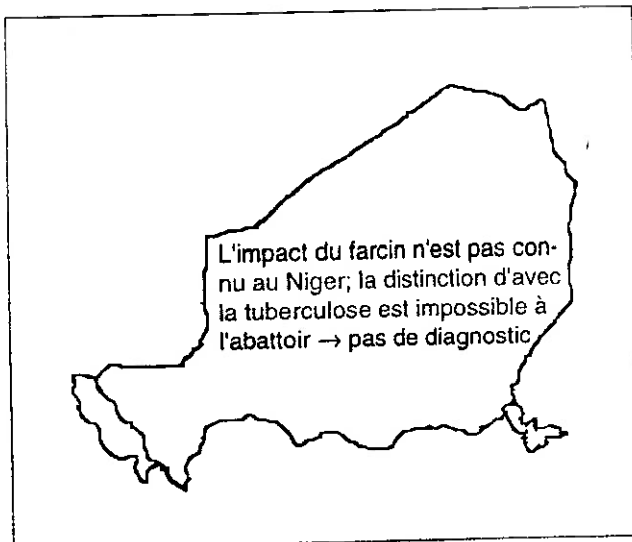 L'impact du farcin n'est pas con-
nu au Niger; la distinction d'avec
la tuberculose est impossible à
l'abattoir → pas de diagnostic